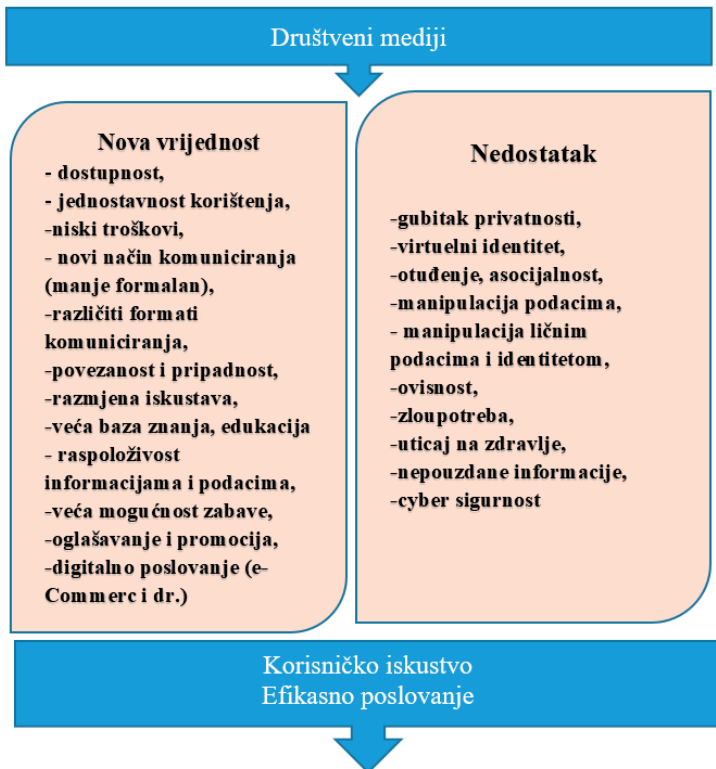 Društveni mediji
Nova vrijednost
- dostupnost,
- jednostavnost korištenja,
-niski troškovi,
- novi način komuniciranja
(manje formalan),
-različiti formati
komuniciranja,
-povezanost i pripadnost,
-razmjena iskustava,
-veća baza znanja, edukacija
- raspoloživost
informacijama i podacima,
-veća mogućnost zabave,
-oglašavanje i promocija,
-digitalno poslovanje (e-
Commerc i dr.)
Nedostatak
-gubitak privatnosti,
-virtuelni identitet,
-otuđenje, asocijalnost,
-manipulacija podacima,
- manipulacija ličnim
podacima i identitetom,
-ovisnost,
-zloupotreba,
-uticaj na zdravlje,
-nepouzdane informacije,
-cyber sigurnost
Korisničko iskustvo
Efikasno poslovanje